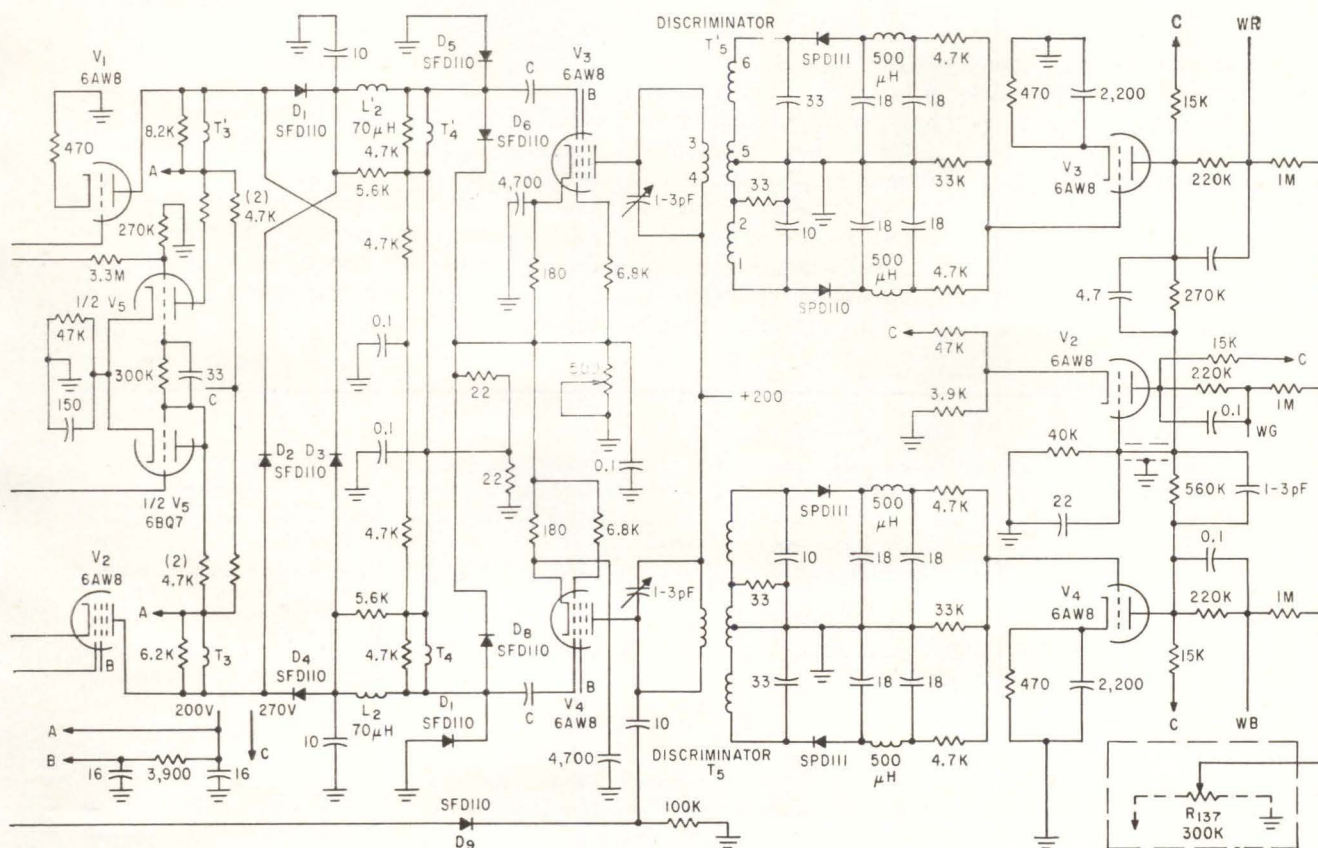 DISCRIMINATOR
T'5
V1
6AW8
470
8.2K
T'3
A
(2)
4.7K
270K
3.3M
1/2 V5
47K
150
300K
33
C
1/2 V5
6BQ7
V2
6AW8
B
(2)
4.7K
A
6.2K
T3
200V
270V
A
B
16
3,900
16
C
10
D1
SFD110
L'2
70μH
4.7K
5.6K
T'4
4.7K
D5
SFD110
D6
SFD110
C
V3
6AW8
B
4,700
180
6.8K
0.1
22
500
0.1
22
0.1
D2
D3
SFD110
4.7K
180
6.8K
5.6K
4.7K
T4
D8
SFD110
D4
SFD110
L2
70μH
10
D1
SFD110
C
V4
6AW8
B
4,700
1-3pF
10
SFD110
D9
100K
1-3pF
3
4
+200
6
5
2
1
33
33
10
SPD111
500
μH
18
18
4.7K
33K
18
18
SPD110
500
μH
4.7K
C
47K
3.9K
10
33
33
SPD111
500
μH
18
18
4.7K
33K
18
18
SPD111
500
μH
4.7K
DISCRIMINATOR
T5
470
2,200
V3
6AW8
C
WR
15K
220K
1M
4.7
270K
V2
6AW8
15K
C
220K
1M
0.1
WG
40K
22
560K
1-3pF
0.1
V4
6AW8
220K
1M
15K
C
WB
470
2,200
R137
300K